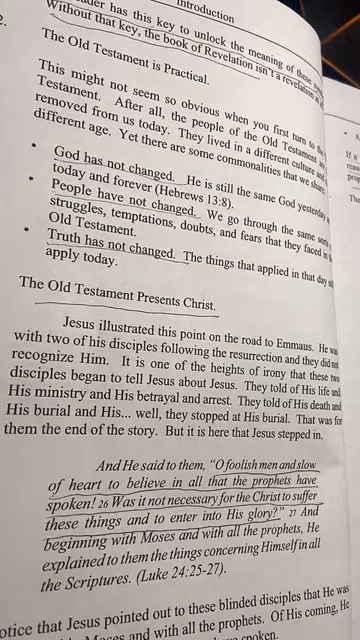 Introduction
has this key to unlock the meaning of these
Without that key, the book of Revelation isn't a revelation at
2.
The Old Testament is Practical.
This might not seem so obvious when you first turn to the
Testament. After all, the people of the Old Testament are
removed from us today. They lived in a different culture and
different age. Yet there are some commonalities that we share
• God has not changed. He is still the same God yesterday
today and forever (Hebrews 13:8).
• People have not changed. We go through the same
struggles, temptations, doubts, and fears that they faced in
Old Testament.
• Truth has not changed. The things that applied in that day
apply today.
The Old Testament Presents Christ.
Jesus illustrated this point on the road to Emmaus. He was
with two of his disciples following the resurrection and they did not
recognize Him. It is one of the heights of irony that these two
disciples began to tell Jesus about Jesus. They told of His life and
His ministry and His betrayal and arrest. They told of His death and
His burial and His... well, they stopped at His burial. That was for
them the end of the story. But it is here that Jesus stepped in.
And He said to them, "O foolish men and slow
of heart to believe in all that the prophets have
spoken! 26 Was it not necessary for the Christ to suffer
these things and to enter into His glory?" 27 And
beginning with Moses and with all the prophets, He
explained to them the things concerning Himself in all
the Scriptures. (Luke 24:25-27).
otice that Jesus pointed out to these blinded disciples that He was
Moses and with all the prophets. Of His coming, He
spoken.